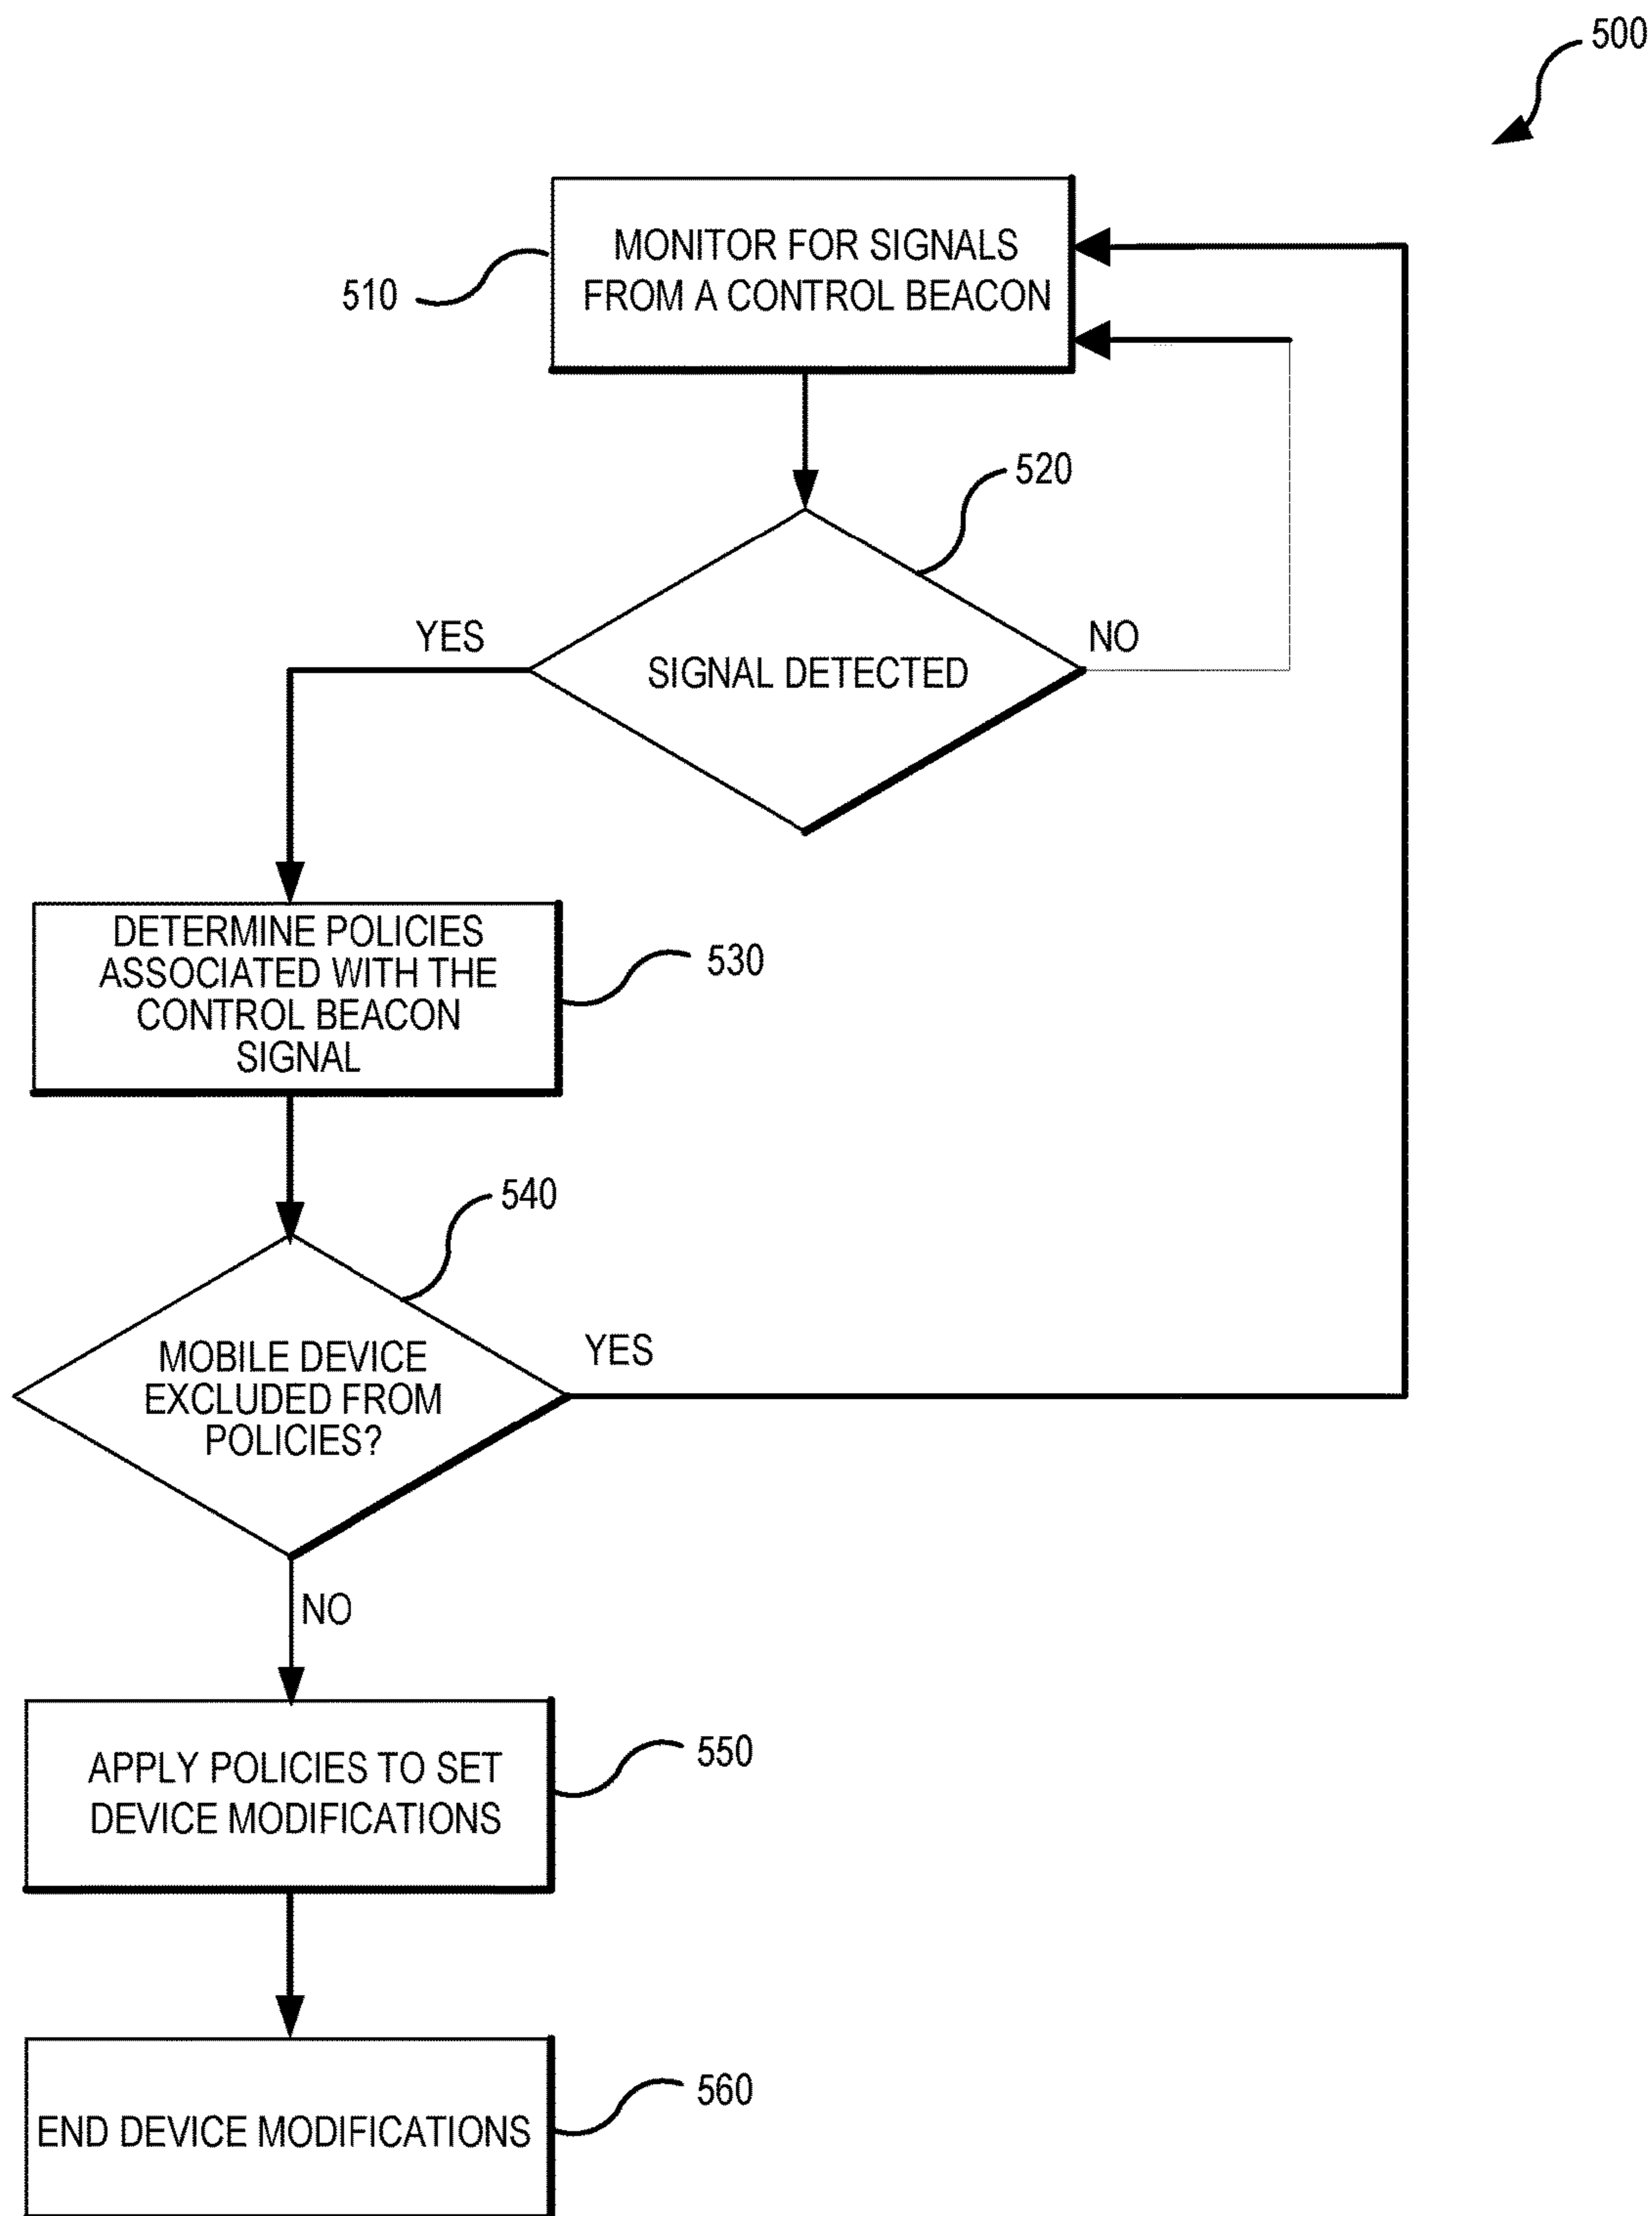 500
MONITOR FOR SIGNALS
FROM A CONTROL BEACON
510
520
YES
SIGNAL DETECTED
NO
DETERMINE POLICIES
ASSOCIATED WITH THE
CONTROL BEACON
SIGNAL
530
540
MOBILE DEVICE
EXCLUDED FROM
POLICIES?
YES
NO
APPLY POLICIES TO SET
DEVICE MODIFICATIONS
550
END DEVICE MODIFICATIONS
560